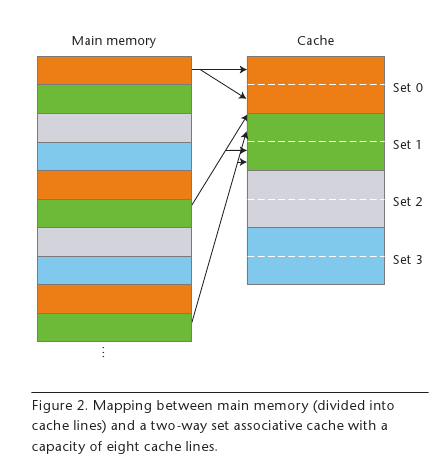 Main memory
Cache
Set 0
Set 1
Set 2
Set 3
⋮
Figure 2. Mapping between main memory (divided into
cache lines) and a two-way set associative cache with a
capacity of eight cache lines.